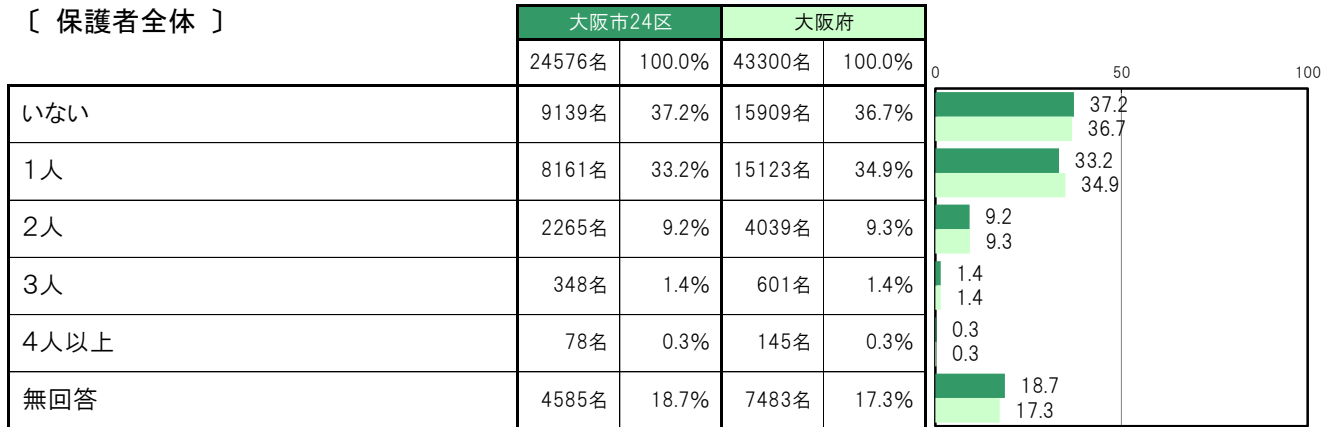 〔 保護者全体 〕
大阪市24区 大阪府
24576名 100.0% 43300名 100.0%
0 50 100
いない 9139名 37.2% 15909名 36.7% 37.2
36.7
1人 8161名 33.2% 15123名 34.9% 33.2
34.9
2人 2265名 9.2% 4039名 9.3% 9.2
9.3
3人 348名 1.4% 601名 1.4% 1.4
1.4
4人以上 78名 0.3% 145名 0.3% 0.3
0.3
無回答 4585名 18.7% 7483名 17.3% 18.7
17.3